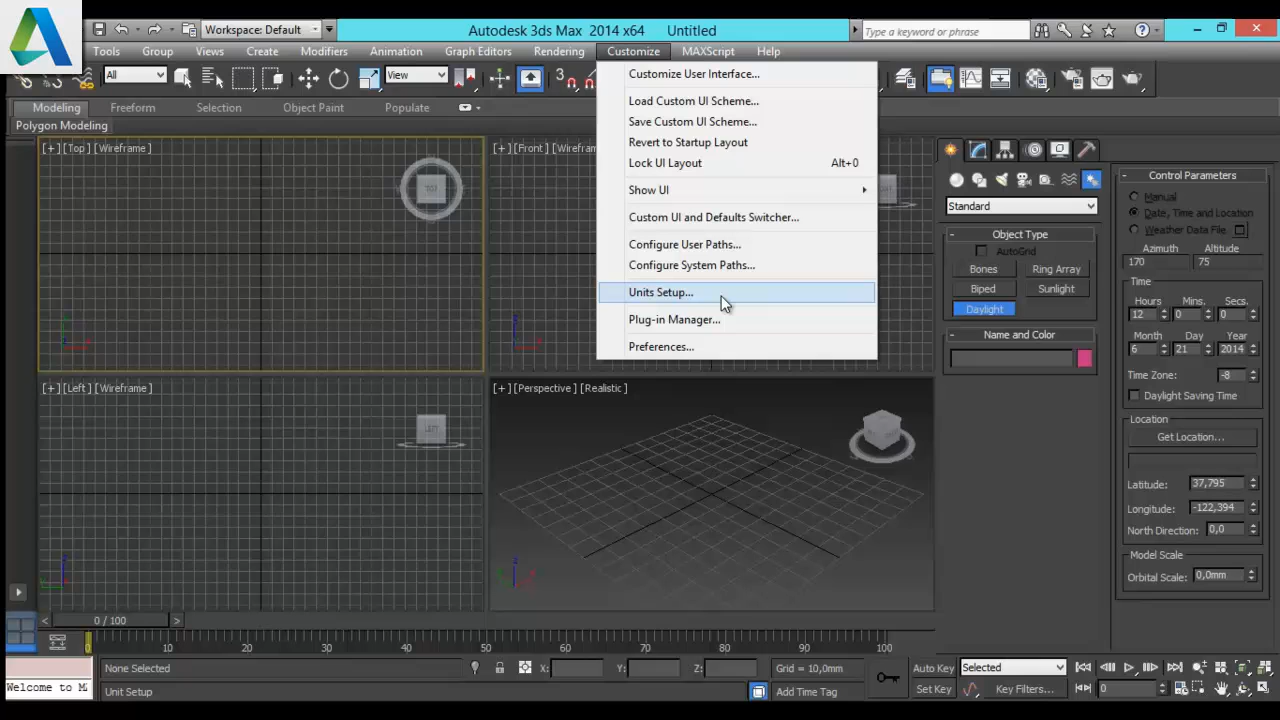 Workspace: Default
Autodesk 3ds Max 2014 x64 Untitled
Type a keyword or phrase
Tools Group Views Create Modifiers Animation Graph Editors Rendering Customize MAXScript Help
All
View
3
Modeling Freeform Selection Object Paint Populate
Polygon Modeling
Customize User Interface...
Load Custom UI Scheme...
Save Custom UI Scheme...
Revert to Startup Layout
Lock UI Layout Alt+0
Show UI
Custom UI and Defaults Switcher...
Configure User Paths...
Configure System Paths...
Units Setup...
Plug-in Manager...
Preferences...
[+] [Top] [Wireframe]
TOP
[+] [Front]
[+] [Left] [Wireframe]
LEFT
[+] [Perspective] [Realistic]
Standard
- Object Type
AutoGrid
Bones Ring Array
Biped Sunlight
Daylight
- Name and Color
- Control Parameters
Manual
Date, Time and Location
Weather Data File
Azimuth Altitude
170 75
Time
Hours Mins. Secs.
12 0 0
Month Day Year
6 21 2014
Time Zone: -8
Daylight Saving Time
Location
Get Location...
Latitude: 37,795
Longitude: -122,394
North Direction: 0,0
Model Scale
Orbital Scale: 0,0mm
< 0 / 100 >
0 10 20 30 40 50 60 70 80 90 100
None Selected X: Y: Z: Grid = 10,0mm Auto Key Selected
Welcome to M
Unit Setup Add Time Tag Set Key Key Filters... 0